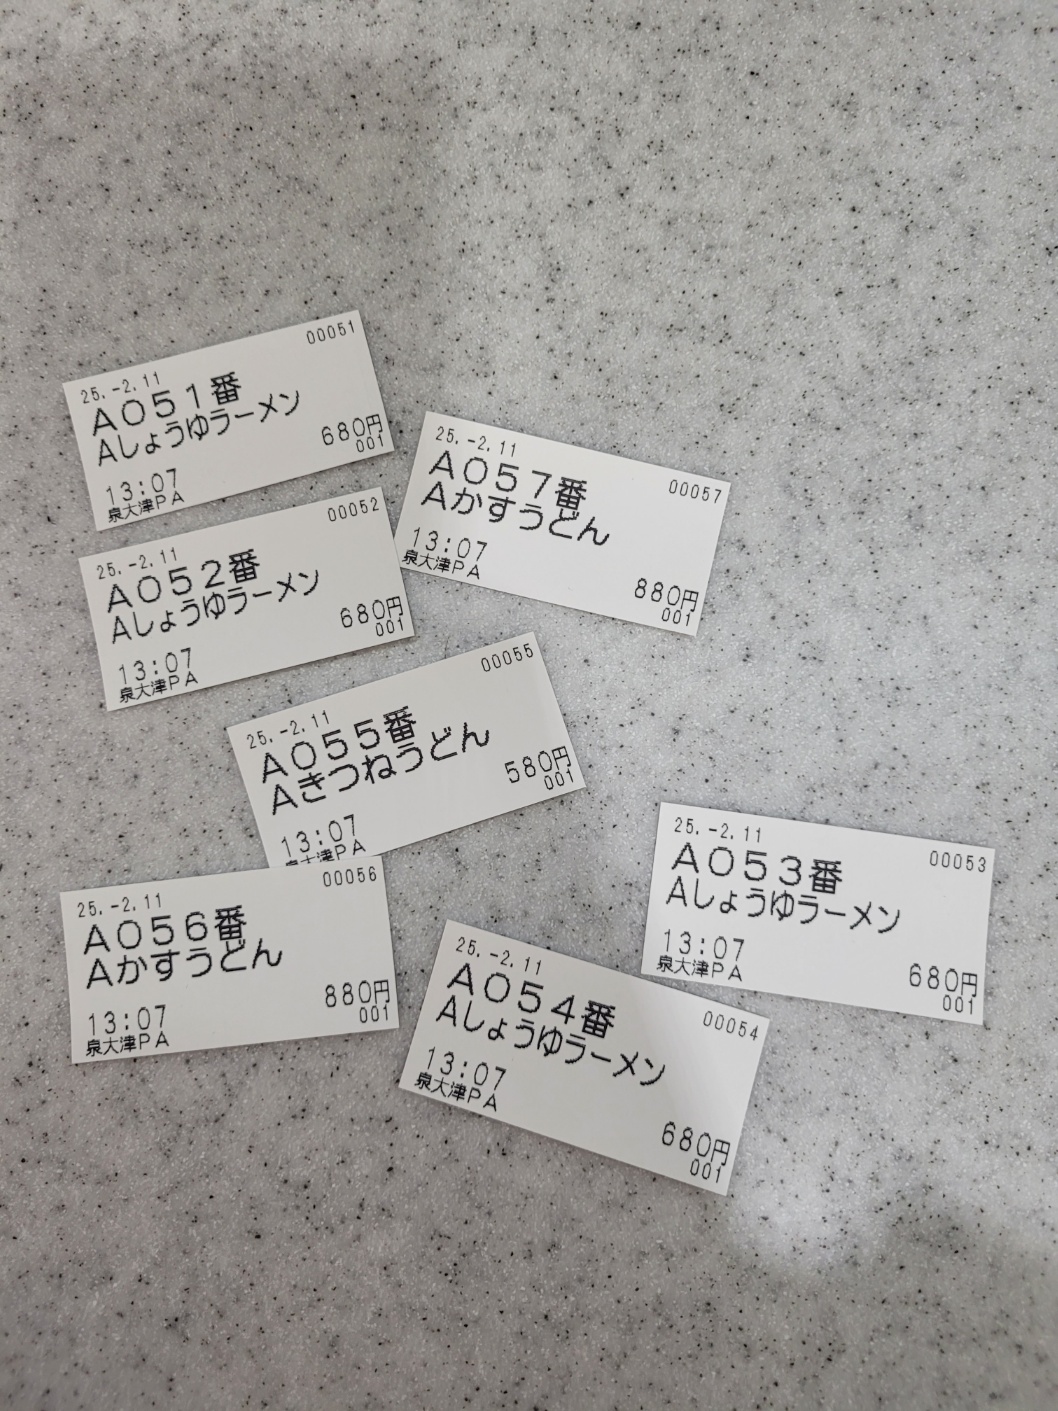 00051
25.-2.11
A051番
Aしょうゆラーメン
680円
001
13:07
泉大津PA
00057
25.-2.11
A057番
Aかすうどん
13:07
泉大津PA
880円
001
00052
25.-2.11
A052番
Aしょうゆラーメン
680円
001
13:07
泉大津PA
00055
25.-2.11
A055番
Aきつねうどん
580円
001
13:07
泉大津PA
25.-2.11
00053
A053番
Aしょうゆラーメン
13:07
泉大津PA
680円
001
00056
25.-2.11
A056番
Aかすうどん
880円
001
13:07
泉大津PA
25.-2.11
00054
A054番
Aしょうゆラーメン
13:07
泉大津PA
680円
001